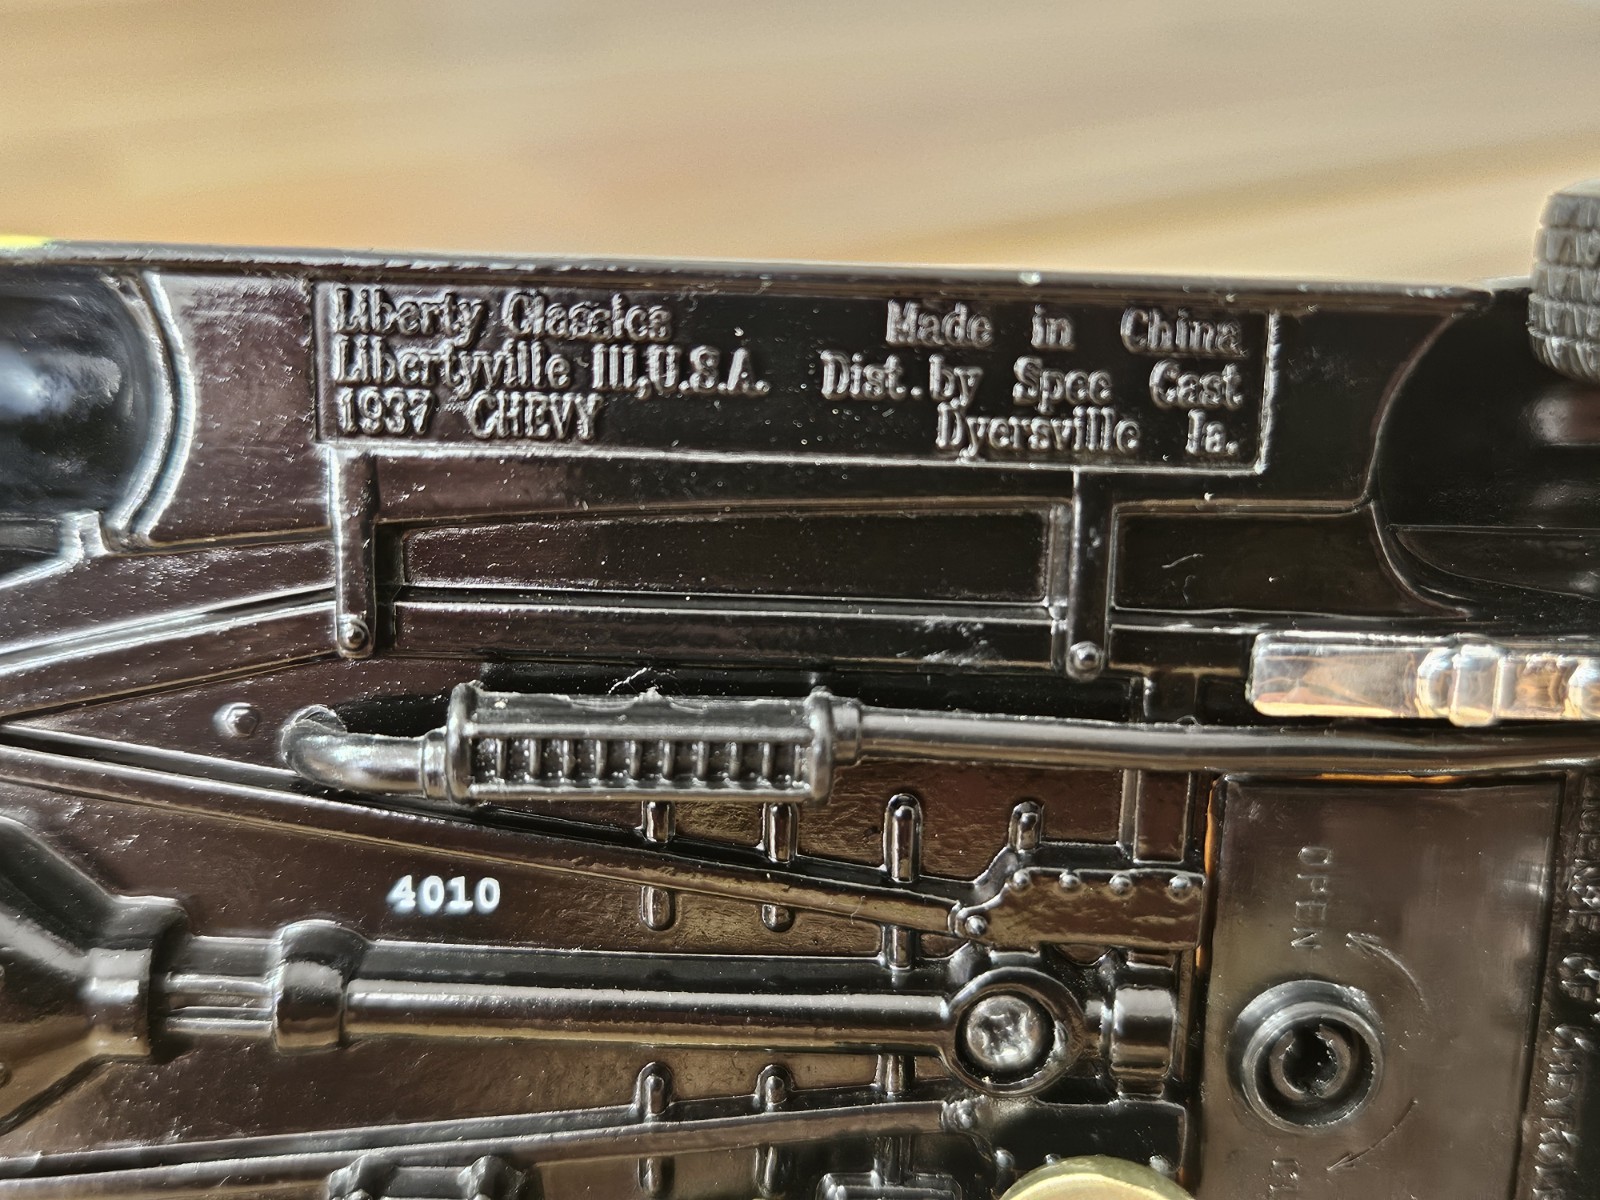 Liberty Classics
Libertyville Ill,U.S.A.
1937 CHEVY
Made in China
Dist. by Spec Cast
Dyersville Ia.
4010
OPEN